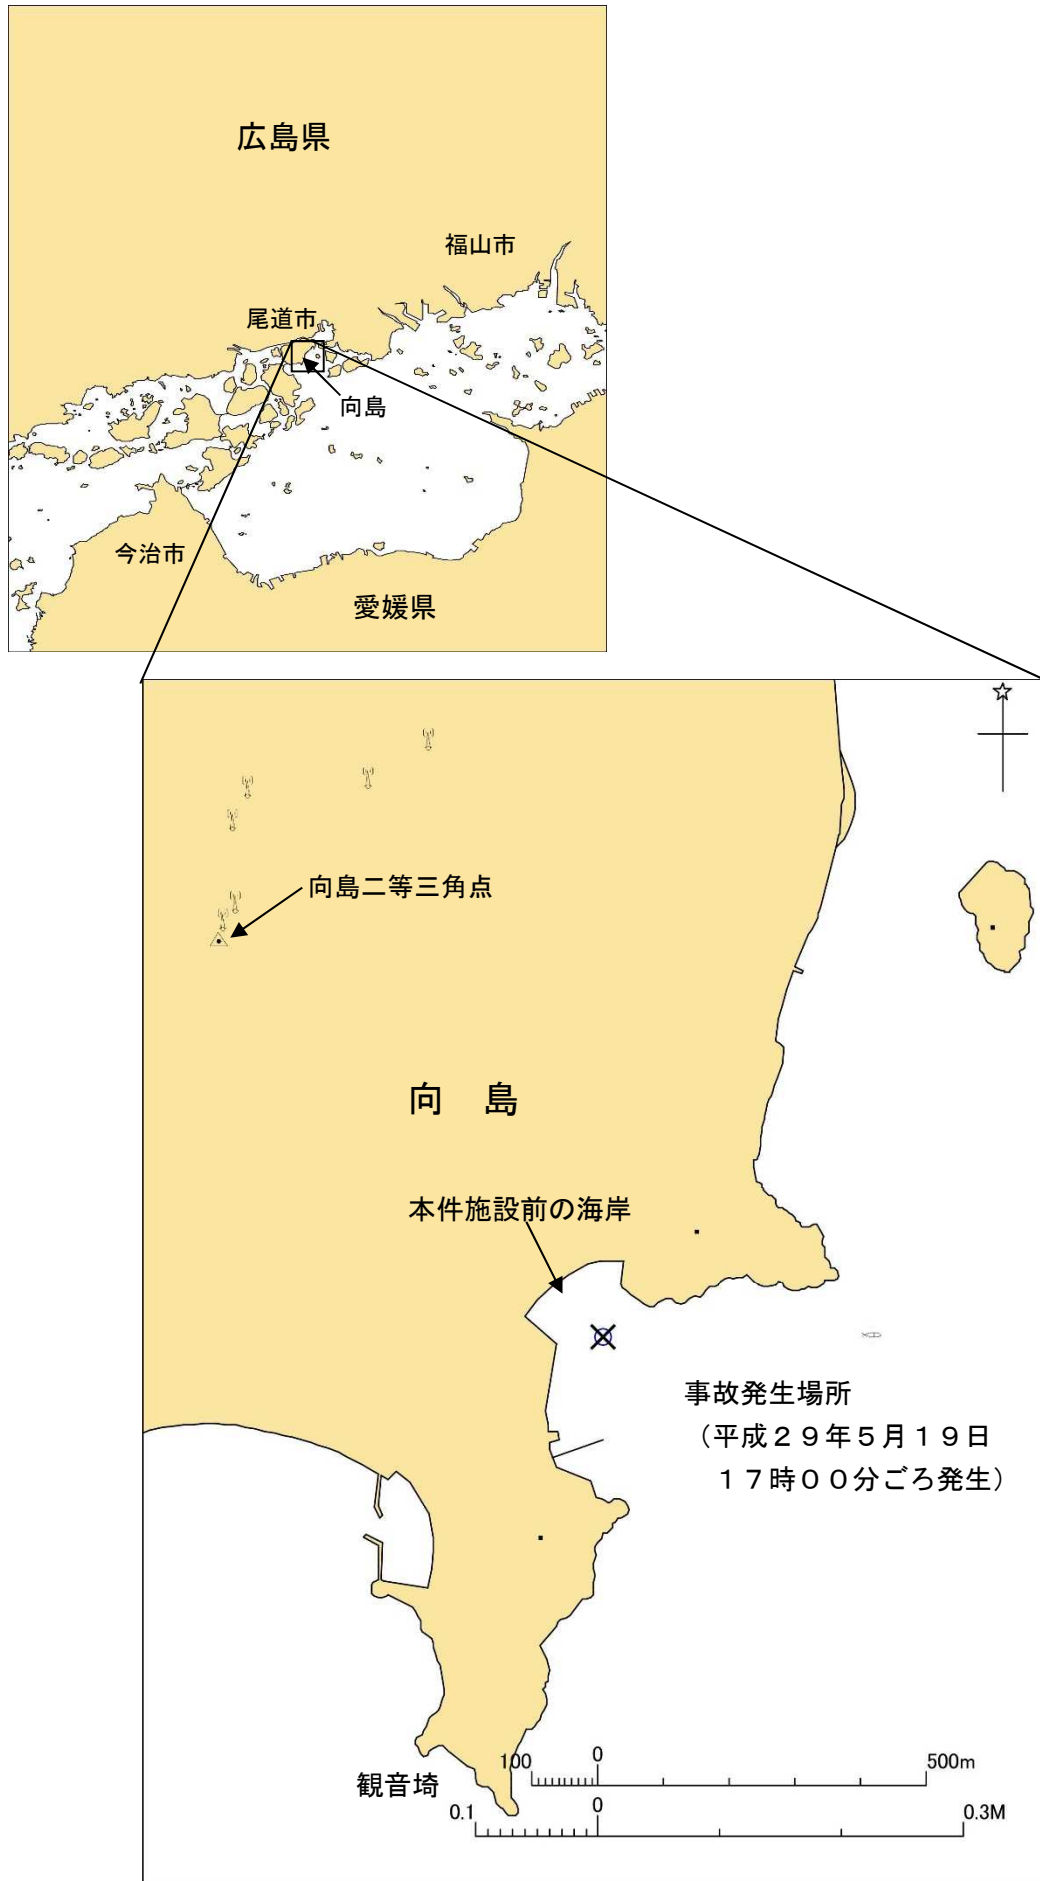 広島県
福山市
尾道市
向島
今治市
愛媛県
向島二等三角点
向　島
本件施設前の海岸
事故発生場所
（平成２９年５月１９日
１７時００分ごろ発生）
観音埼
100 0 500m
0.1 0 0.3M